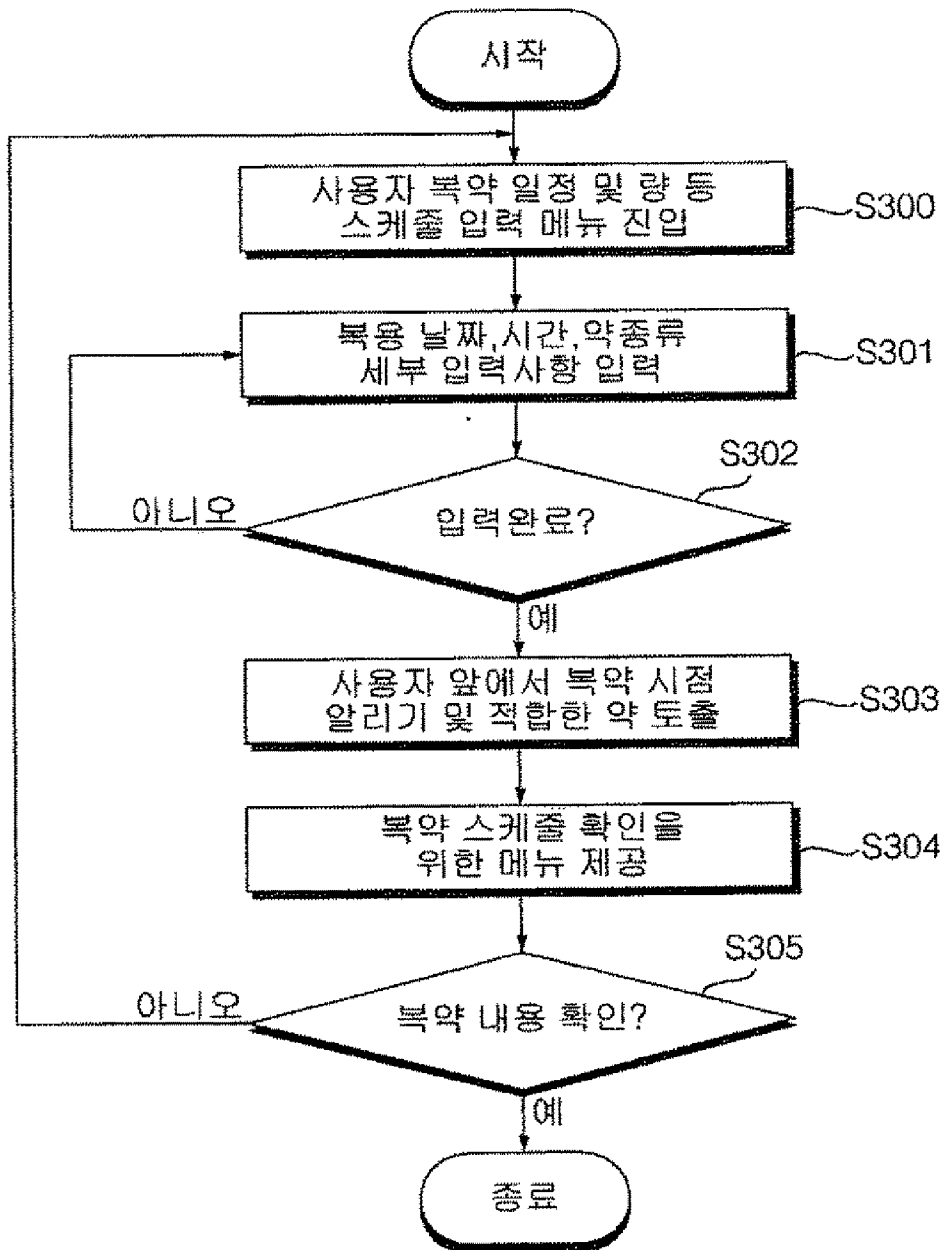 시작
사용자 복약 일정 및 량 등
스케줄 입력 메뉴 진입
S300
복용 날짜,시간,약종류
세부 입력사항 입력
S301
S302
입력완료?
아니오
예
사용자 앞에서 복약 시점
알리기 및 적합한 약 토출
S303
복약 스케줄 확인을
위한 메뉴 제공
S304
S305
복약 내용 확인?
아니오
예
종료